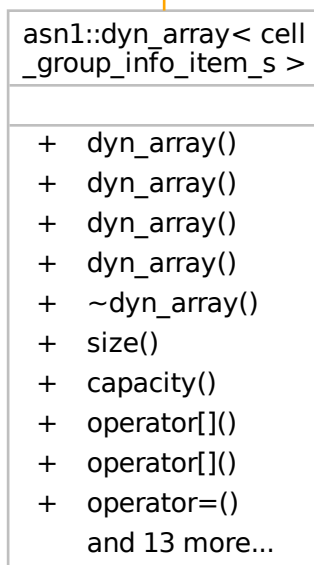 asn1::dyn_array< cell
_group_info_item_s >
+ dyn_array()
+ dyn_array()
+ dyn_array()
+ dyn_array()
+ ~dyn_array()
+ size()
+ capacity()
+ operator[]()
+ operator[]()
+ operator=()
and 13 more...